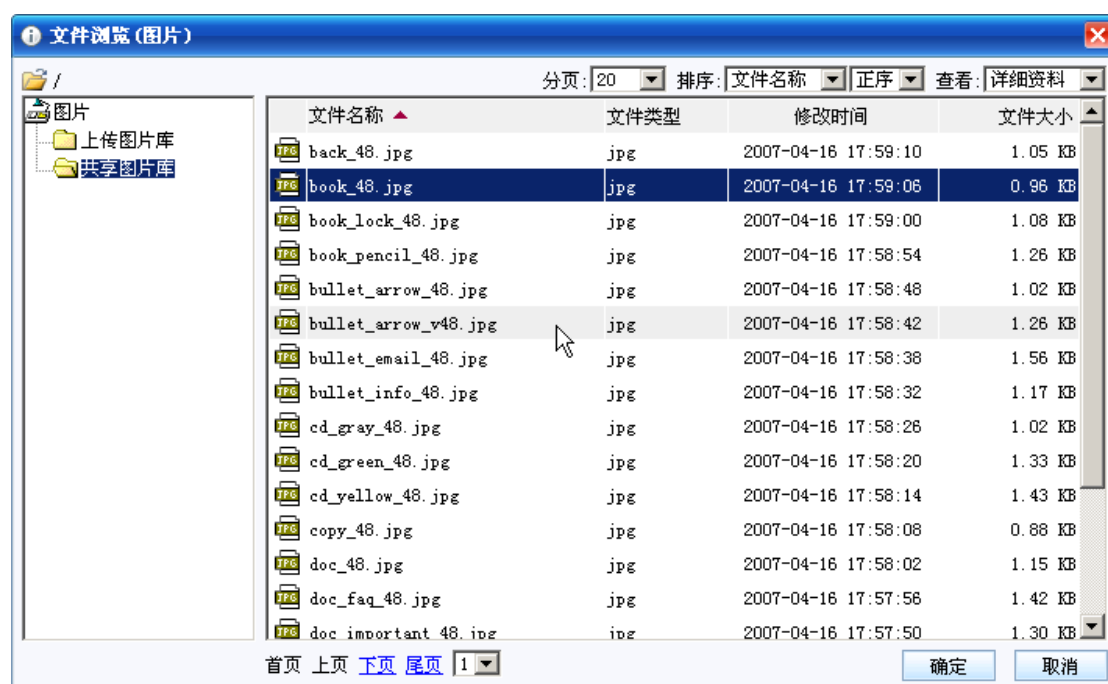 文件浏览(图片)
/ 分页: 20 排序: 文件名称 正序 查看: 详细资料
图片
上传图片库
共享图片库
文件名称 文件类型 修改时间 文件大小
back_48.jpg jpg 2007-04-16 17:59:10 1.05 KB
book_48.jpg jpg 2007-04-16 17:59:06 0.96 KB
book_lock_48.jpg jpg 2007-04-16 17:59:00 1.08 KB
book_pencil_48.jpg jpg 2007-04-16 17:58:54 1.26 KB
bullet_arrow_48.jpg jpg 2007-04-16 17:58:48 1.02 KB
bullet_arrow_v48.jpg jpg 2007-04-16 17:58:42 1.26 KB
bullet_email_48.jpg jpg 2007-04-16 17:58:38 1.56 KB
bullet_info_48.jpg jpg 2007-04-16 17:58:32 1.17 KB
cd_gray_48.jpg jpg 2007-04-16 17:58:26 1.02 KB
cd_green_48.jpg jpg 2007-04-16 17:58:20 1.33 KB
cd_yellow_48.jpg jpg 2007-04-16 17:58:14 1.43 KB
copy_48.jpg jpg 2007-04-16 17:58:08 0.88 KB
doc_48.jpg jpg 2007-04-16 17:58:02 1.15 KB
doc_faq_48.jpg jpg 2007-04-16 17:57:56 1.42 KB
doc_important_48.jpg jpg 2007-04-16 17:57:50 1.30 KB
首页 上页 下页 尾页 1 确定 取消